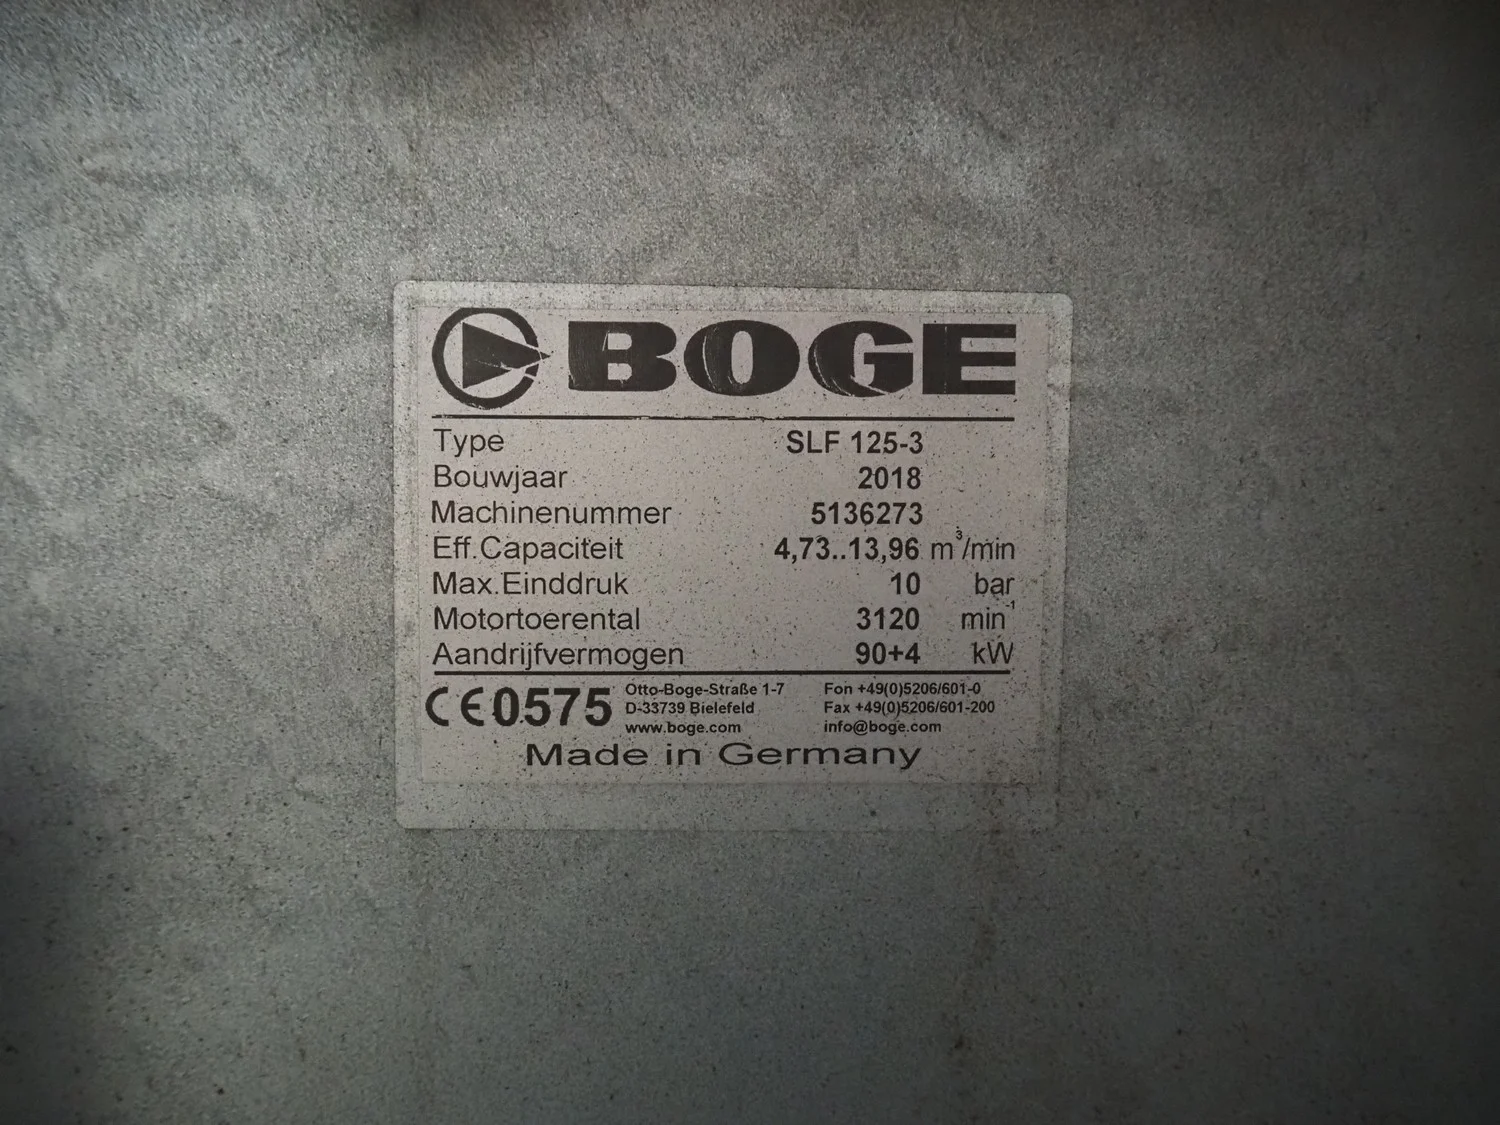 BOGE
Type SLF 125-3
Bouwjaar 2018
Machinenummer 5136273
Eff.Capaciteit 4,73..13,96 m³/min
Max.Einddruk 10 bar
Motortoerental 3120 min⁻¹
Aandrijfvermogen 90+4 kW
CE0575
Otto-Boge-Straße 1-7 Fon +49(0)5206/601-0
D-33739 Bielefeld Fax +49(0)5206/601-200
www.boge.com info@boge.com
Made in Germany